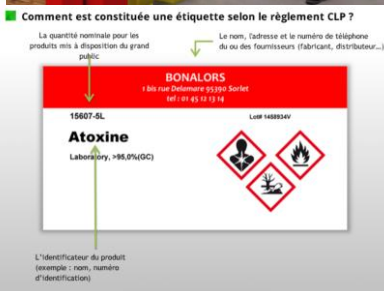 Comment est constituée une étiquette selon le règlement CLP ?
La quantité nominale pour les
produits mis à disposition du grand
public
Le nom, l'adresse et le numéro de téléphone
du ou des fournisseurs (fabricant, distributeur...)
BONALORS
1 bis rue Delamare 95390 Sorlet
tel : 01 45 12 13 14
15607-5L
Lot# 1458934V
Atoxine
Laboratory, >95,0%(GC)
L'identificateur du produit
(exemple : nom, numéro
d'identification)